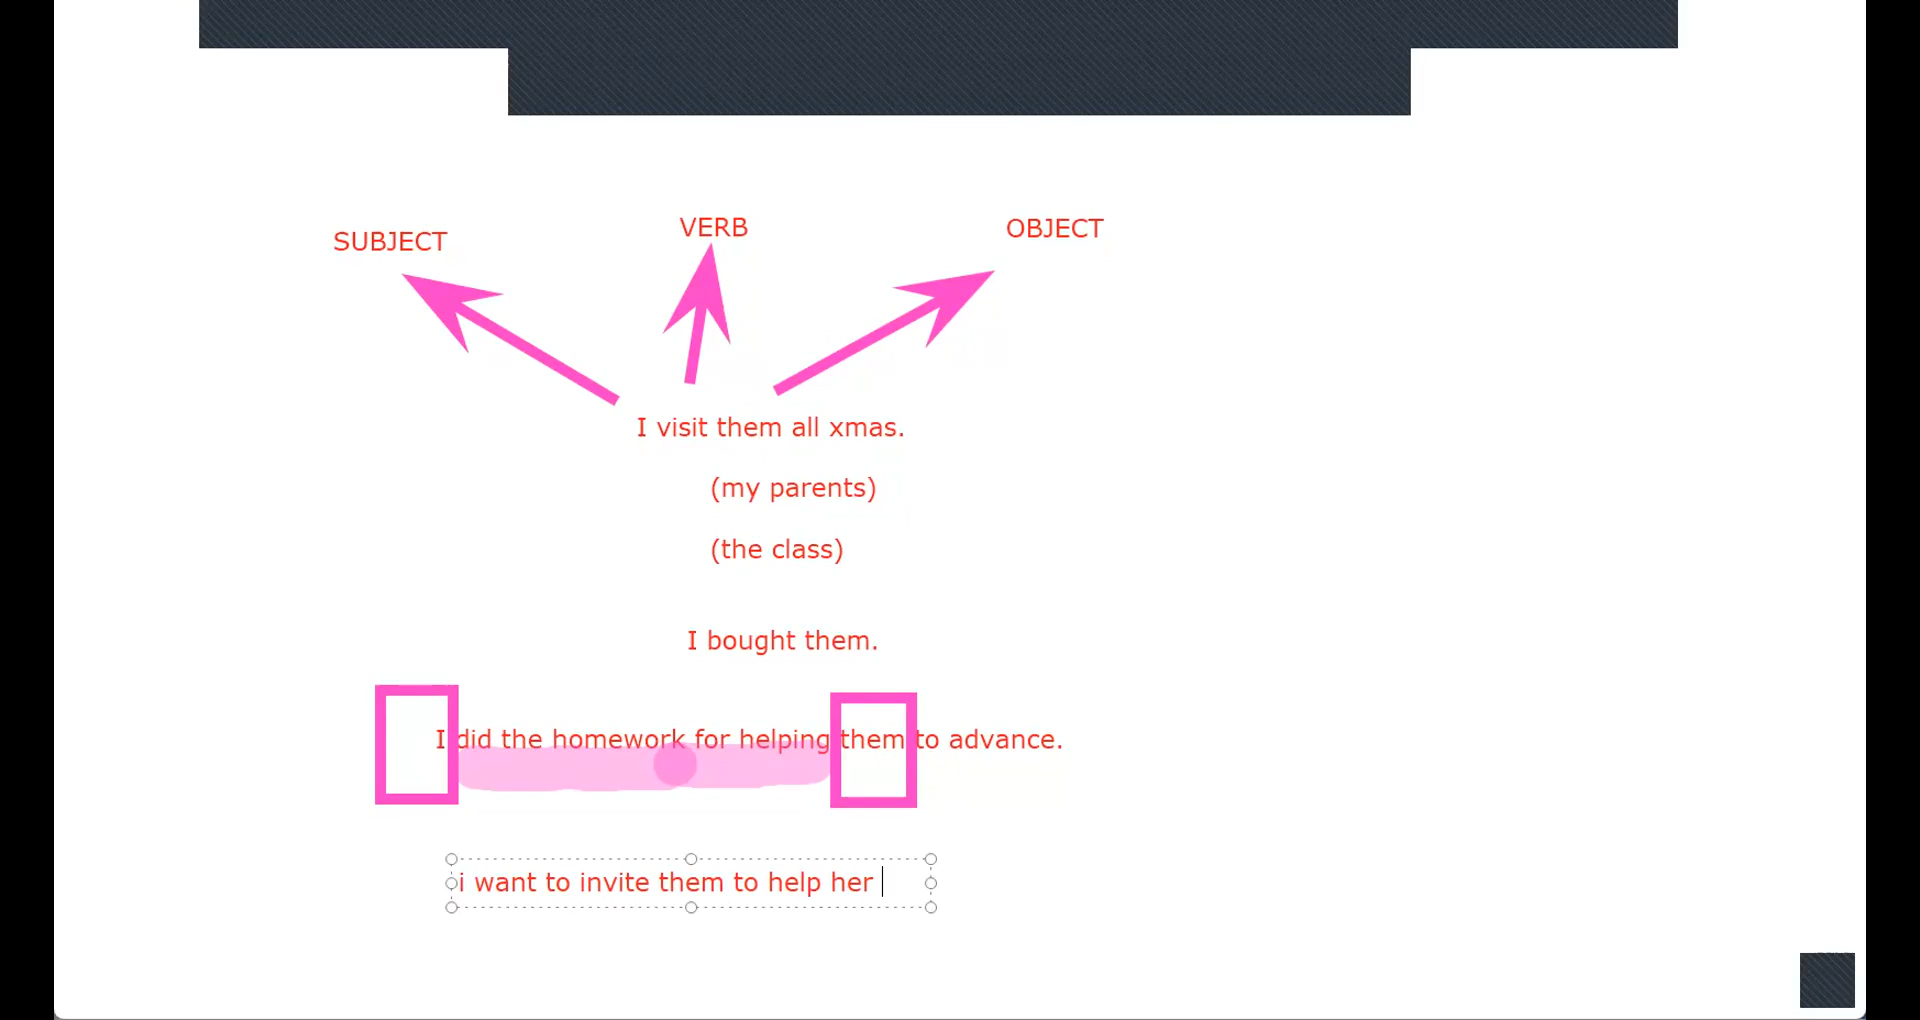 SUBJECT
VERB
OBJECT
I visit them all xmas.
(my parents)
(the class)
I bought them.
I did the homework for helping them to advance.
i want to invite them to help her